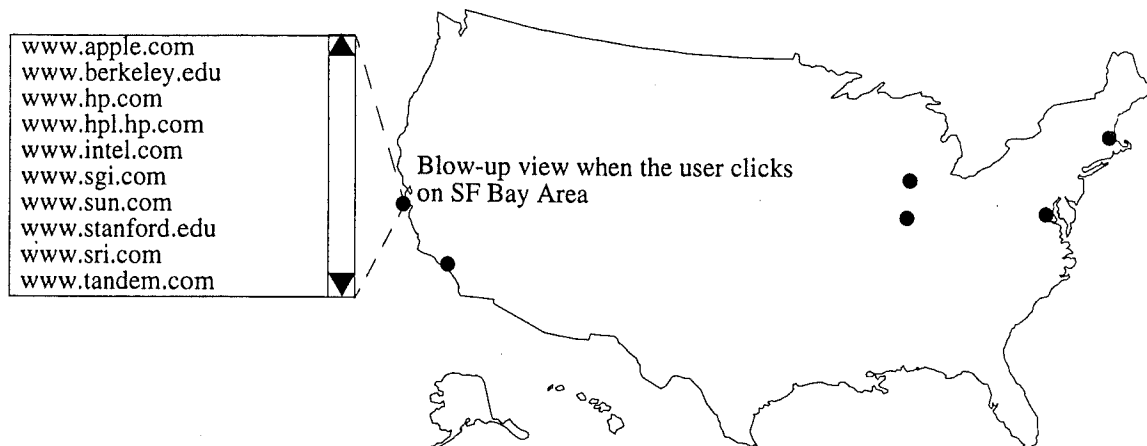 www.apple.com
www.berkeley.edu
www.hp.com
www.hpl.hp.com
www.intel.com
www.sgi.com
www.sun.com
www.stanford.edu
www.sri.com
www.tandem.com
Blow-up view when the user clicks
on SF Bay Area